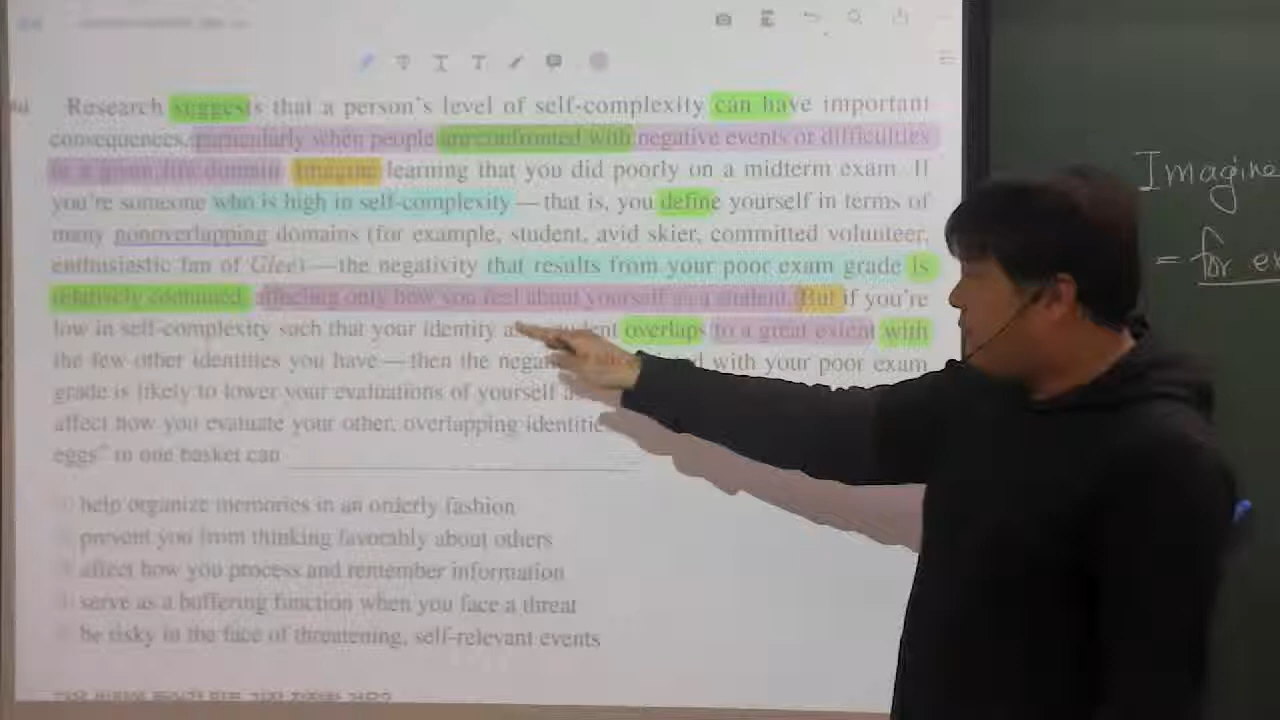 Research suggests that a person's level of self-complexity can have important
consequences, particularly when people are confronted with negative events or difficulties
in a given life domain. Imagine learning that you did poorly on a midterm exam. If
you're someone who is high in self-complexity — that is, you define yourself in terms of
many nonoverlapping domains (for example, student, avid skier, committed volunteer,
enthusiastic fan of Glee) — the negativity that results from your poor exam grade is
relatively contained, affecting only how you feel about yourself as a student. But if you're
low in self-complexity such that your identity as student overlaps to a great extent with
the few other identities you have — then the with your poor exam
grade is likely to lower your evaluations of yourself
affect how you evaluate your other, overlapping
eggs" in one basket can
help organize memories in an orderly fashion
prevent you from thinking favorably about others
affect how you process and remember information
serve as a buffering function when you face a threat
be risky in the face of threatening, self-relevant events
Imagine
= for ex